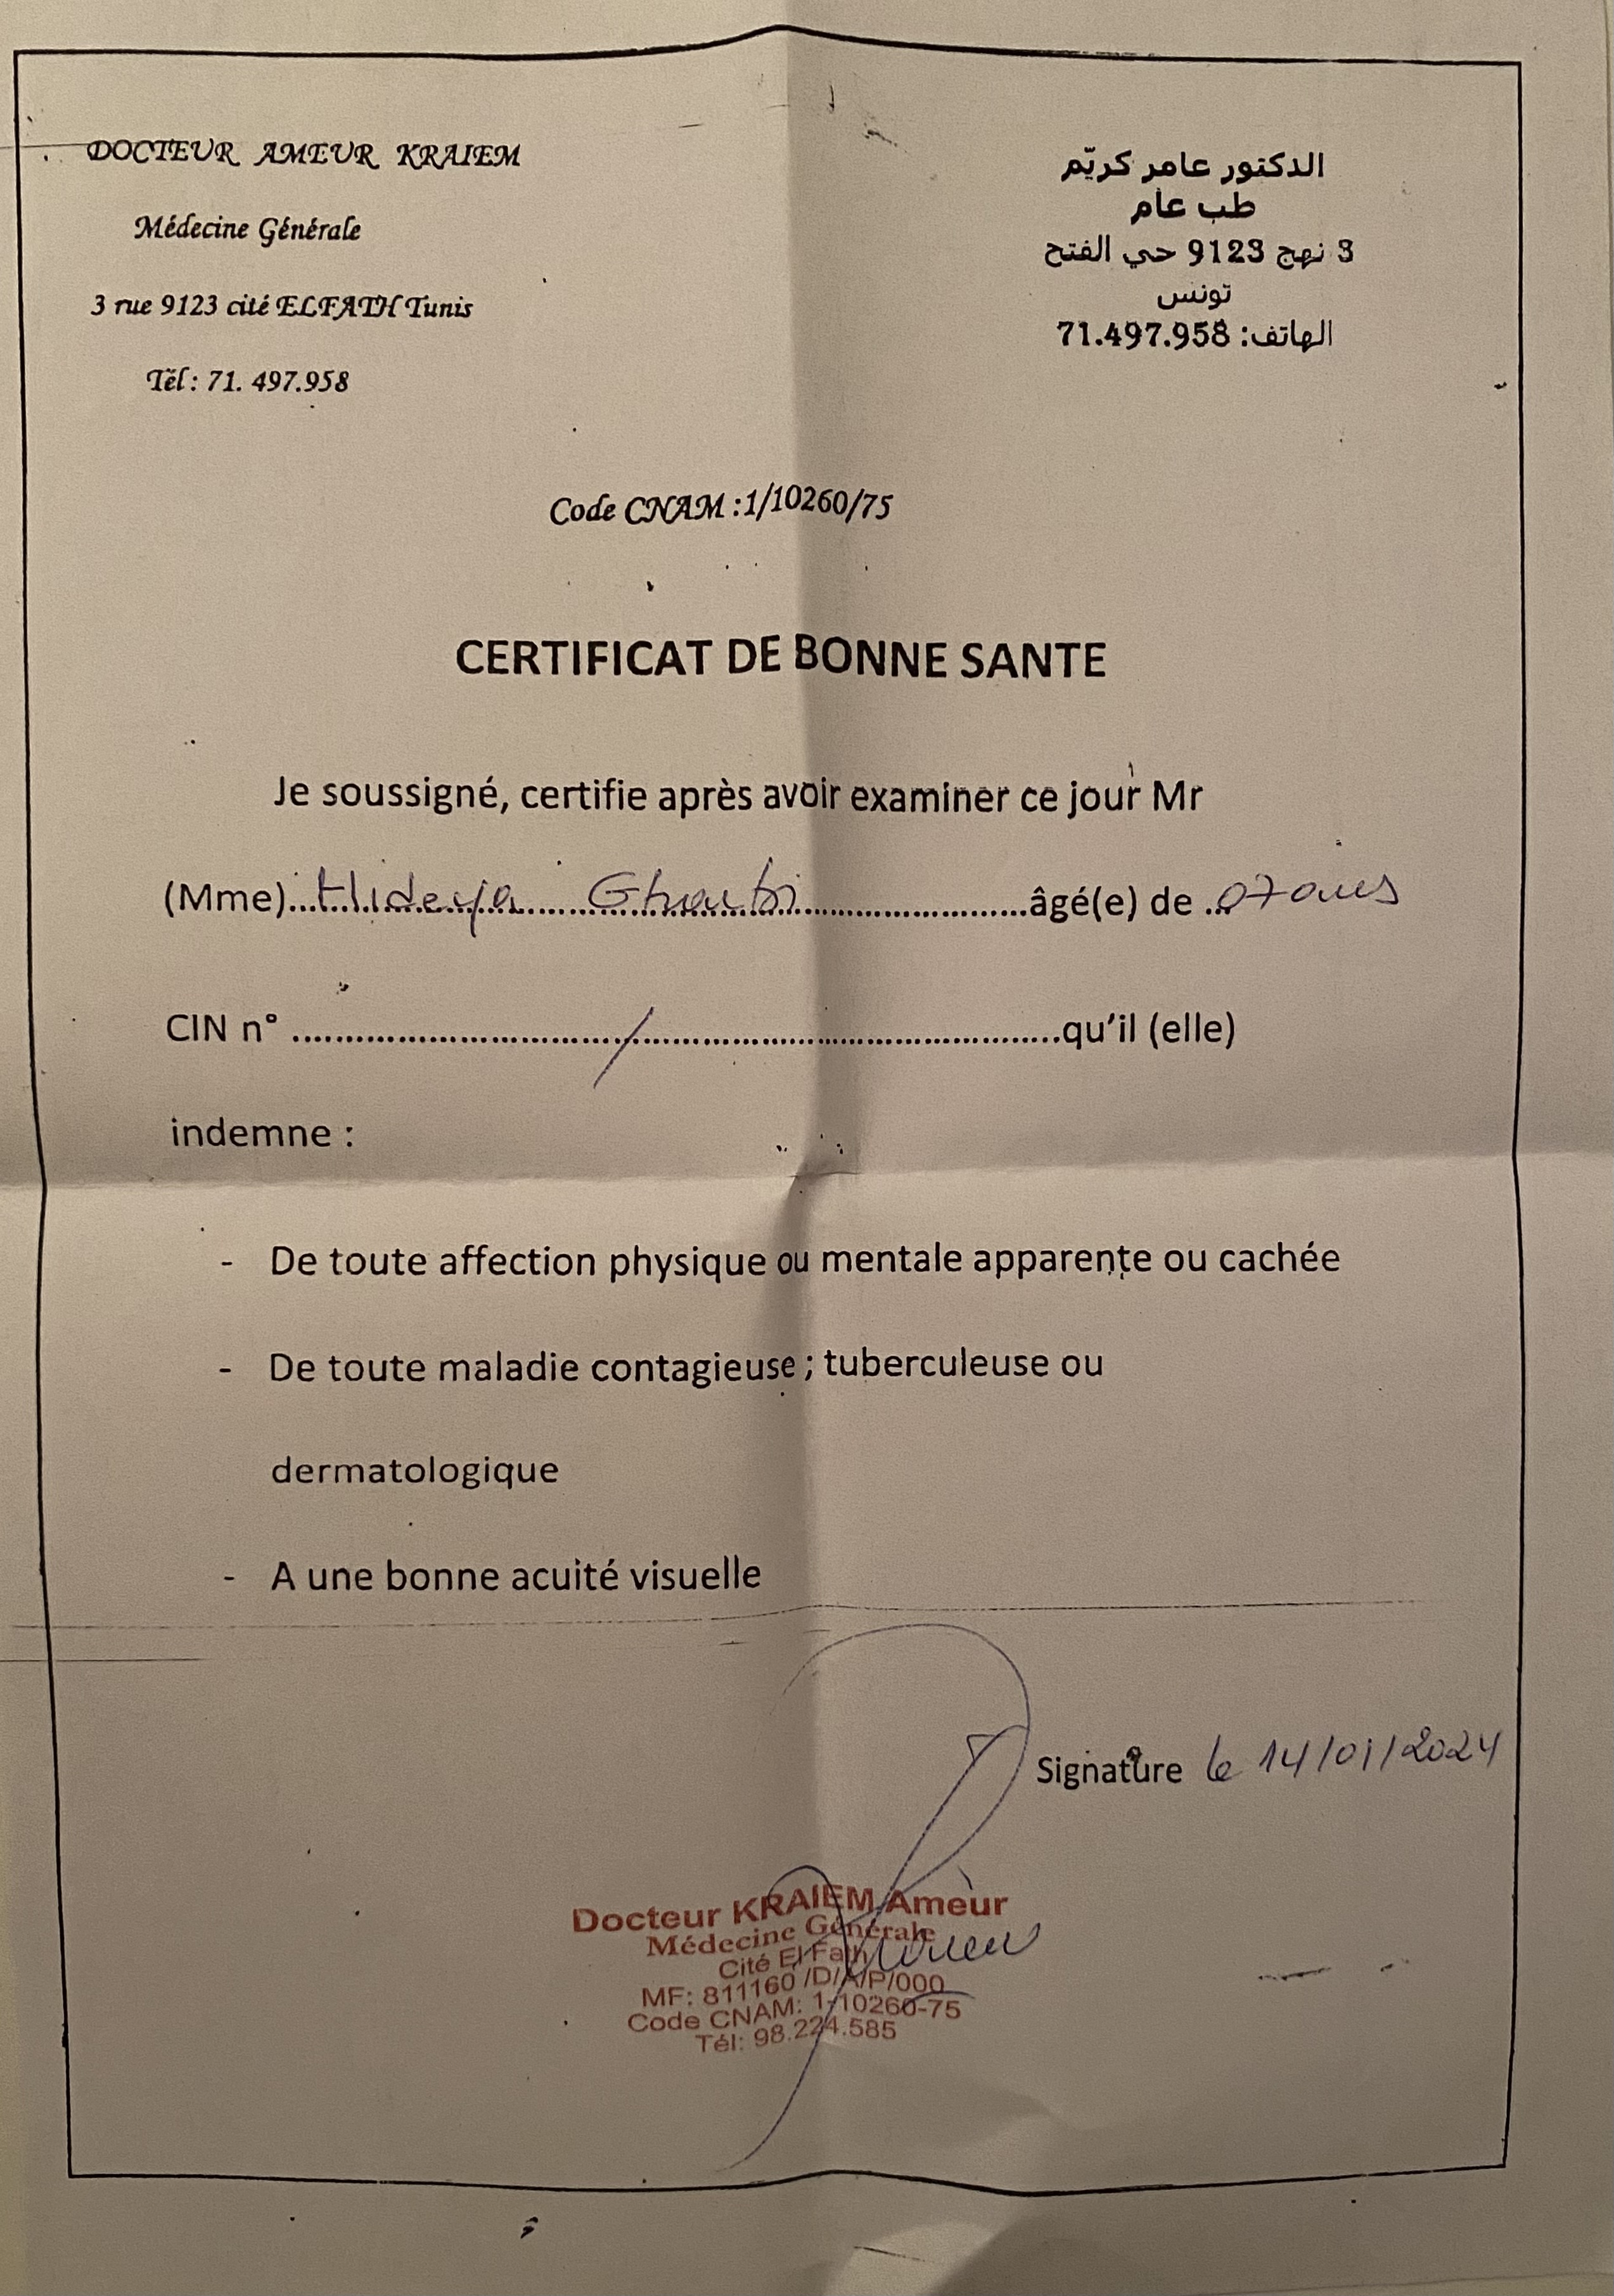 DOCTEUR AMEUR KRAIEM
Médecine Générale
3 rue 9123 cité ELFATH Tunis
Tél : 71. 497.958
الدكتور عامر كريّم
طب عام
3 نهج 9123 حي الفتح
تونس
الهاتف: 71.497.958
Code CNAM :1/10260/75
CERTIFICAT DE BONNE SANTE
Je soussigné, certifie après avoir examiner ce jour Mr
(Mme)............âgé(e) de ...07 ans
CIN n° ............/............qu'il (elle)
indemne :
- De toute affection physique ou mentale apparente ou cachée
- De toute maladie contagieuse ; tuberculeuse ou
dermatologique
- A une bonne acuité visuelle
Signature le 14/01/2024
Docteur KRAIEM Ameur
Médecine Générale
Cité El Fath
MF: 811160 /D/A/P/000
Code CNAM: 1-10260-75
Tél: 98.224.585